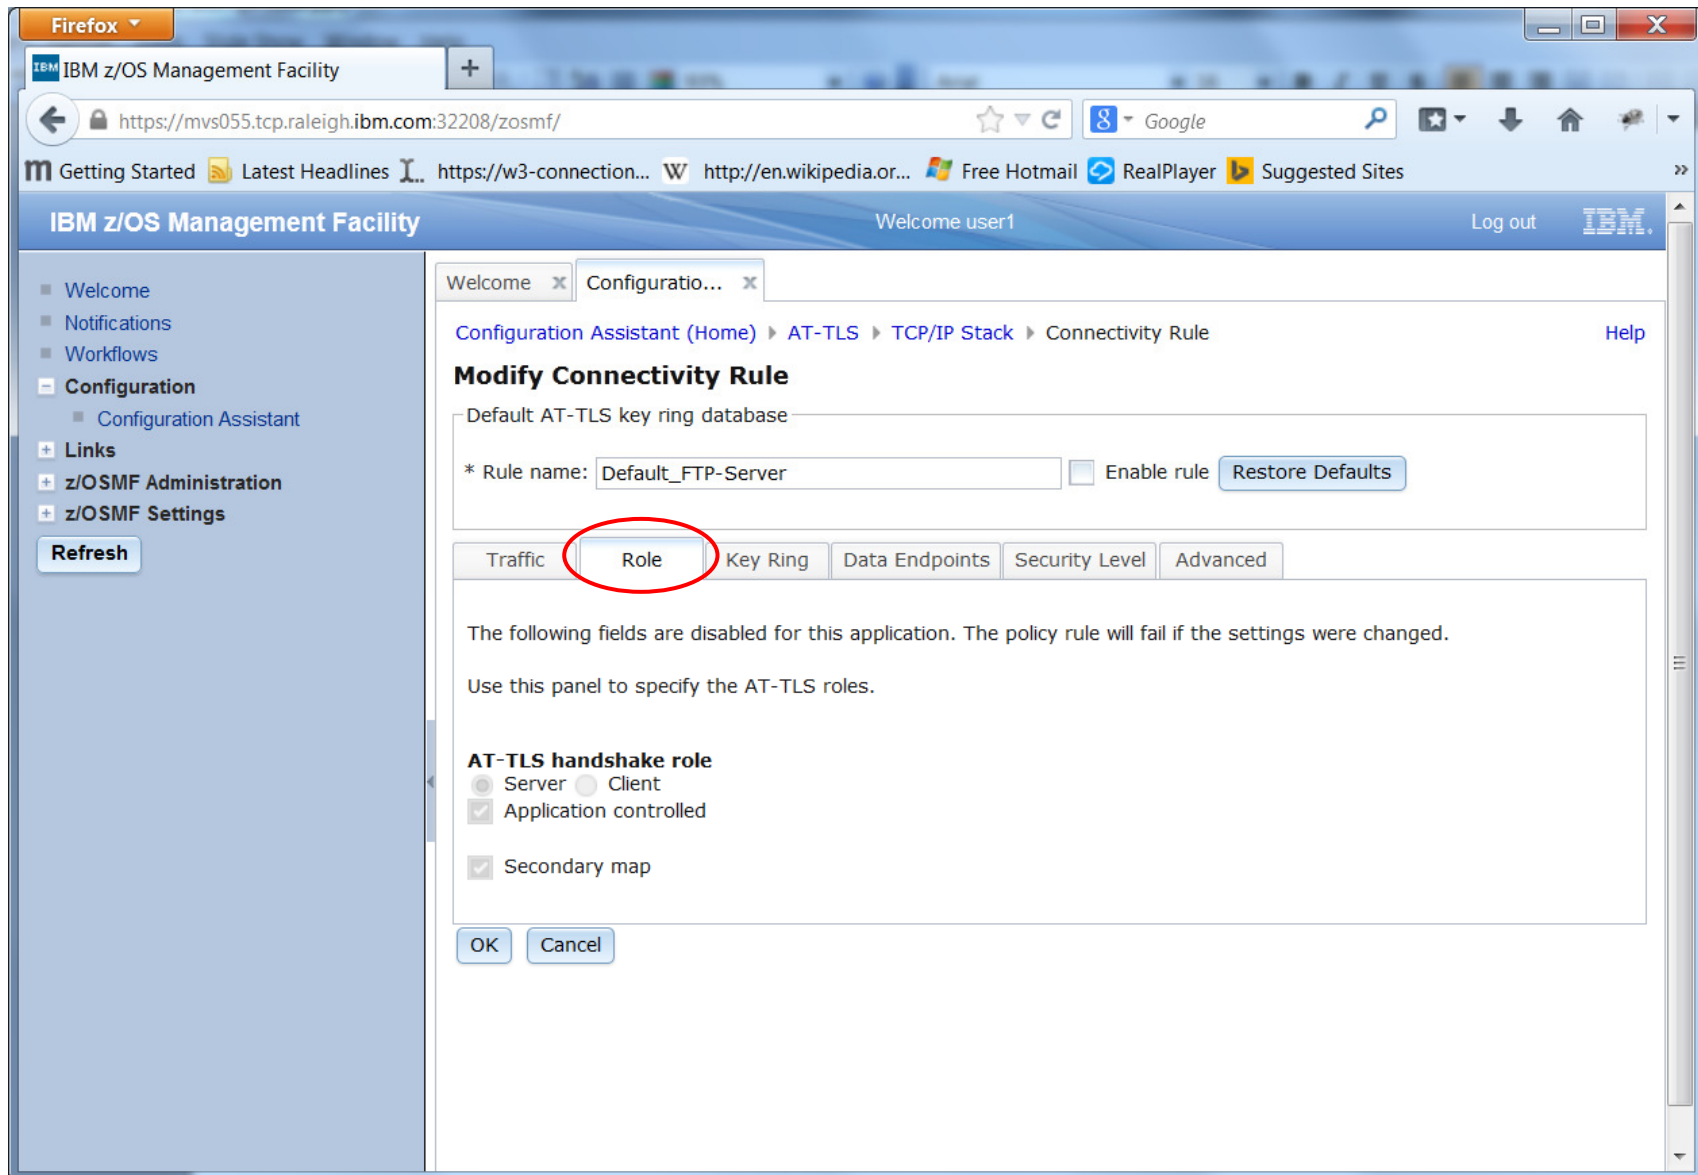 Firefox
IBM IBM z/OS Management Facility
https://mvs055.tcp.raleigh.ibm.com:32208/zosmf/
8 Google
m Getting Started Latest Headlines https://w3-connection... W http://en.wikipedia.or... Free Hotmail RealPlayer Suggested Sites »
IBM z/OS Management Facility Welcome user1 Log out IBM.
Welcome
Notifications
Workflows
Configuration
Configuration Assistant
Links
z/OSMF Administration
z/OSMF Settings
Refresh
Welcome x Configuratio... x
Configuration Assistant (Home) AT-TLS TCP/IP Stack Connectivity Rule Help
Modify Connectivity Rule
Default AT-TLS key ring database
* Rule name: Default_FTP-Server Enable rule Restore Defaults
Traffic Role Key Ring Data Endpoints Security Level Advanced
The following fields are disabled for this application. The policy rule will fail if the settings were changed.
Use this panel to specify the AT-TLS roles.
AT-TLS handshake role
Server Client
Application controlled
Secondary map
OK Cancel